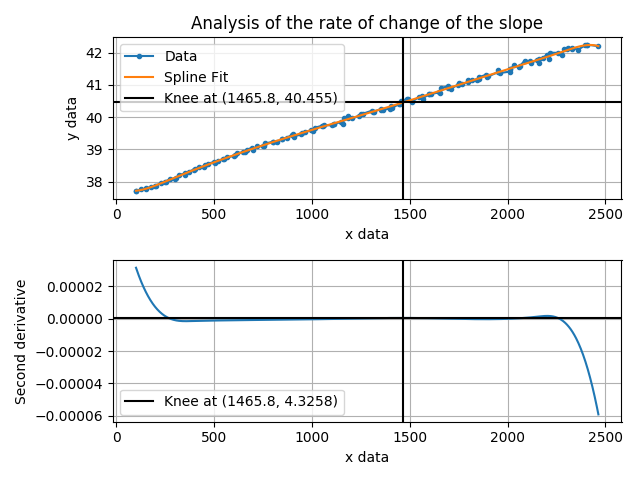 Analysis of the rate of change of the slope
42
41
40
39
38
y data
Data
Spline Fit
Knee at (1465.8, 40.455)
0 500 1000 1500 2000 2500
x data
0.00002
0.00000
−0.00002
−0.00004
−0.00006
Second derivative
Knee at (1465.8, 4.3258)
0 500 1000 1500 2000 2500
x data